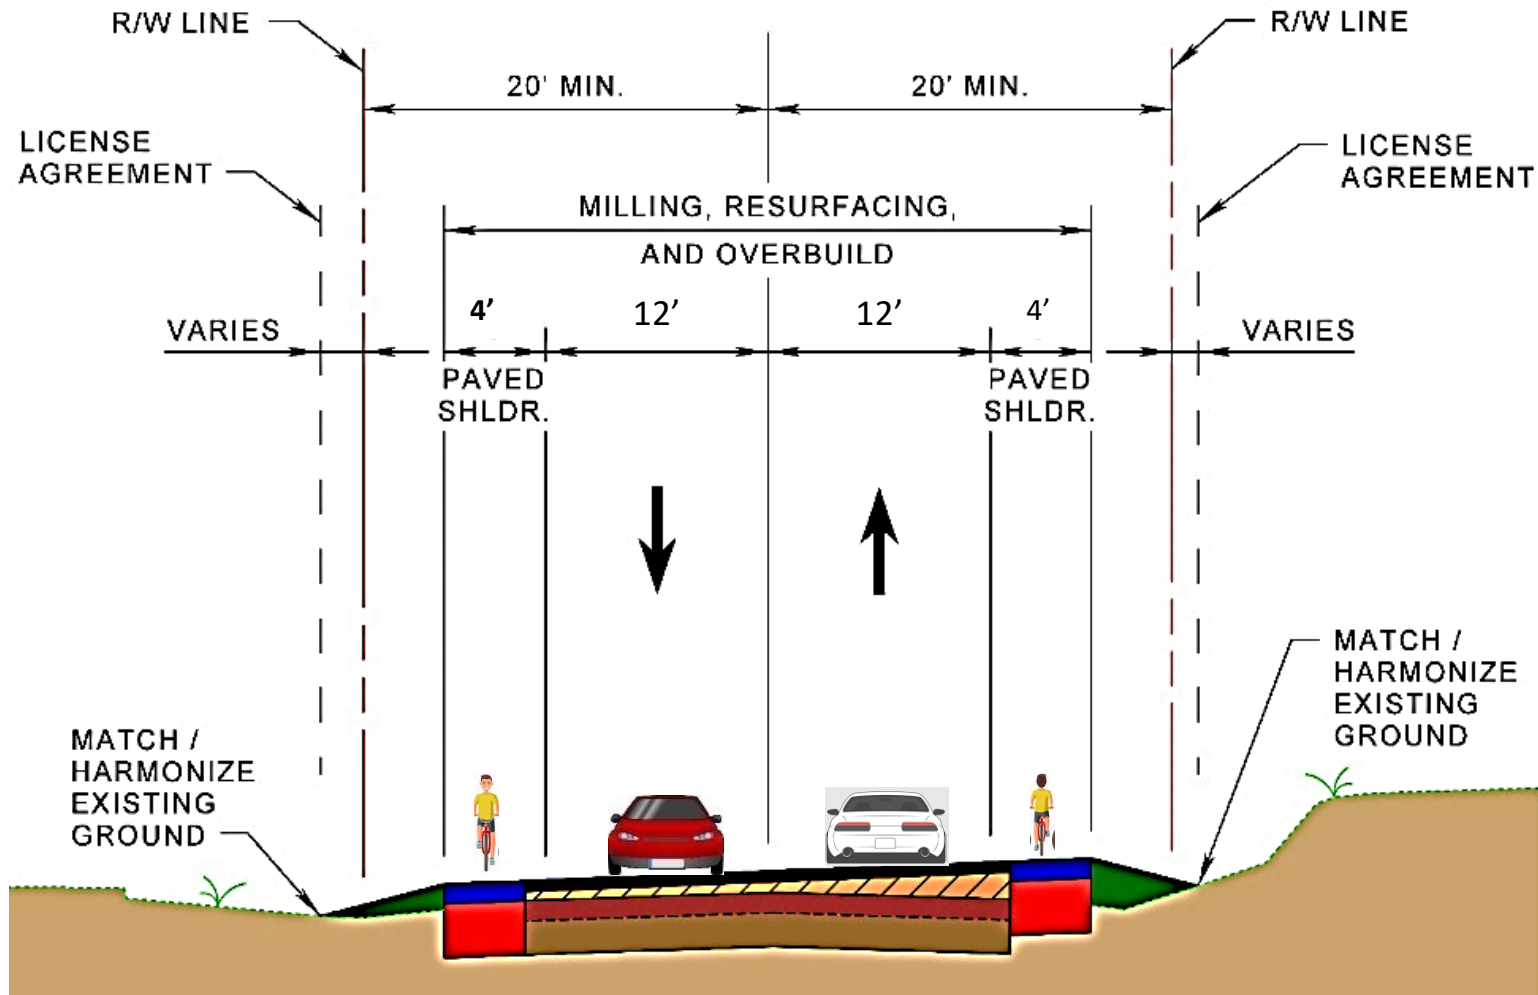 R/W LINE
R/W LINE
20' MIN.
20' MIN.
LICENSE
AGREEMENT
LICENSE
AGREEMENT
MILLING, RESURFACING,
AND OVERBUILD
4’
12’
12’
4’
VARIES
VARIES
PAVED
SHLDR.
PAVED
SHLDR.
MATCH /
HARMONIZE
EXISTING
GROUND
MATCH /
HARMONIZE
EXISTING
GROUND